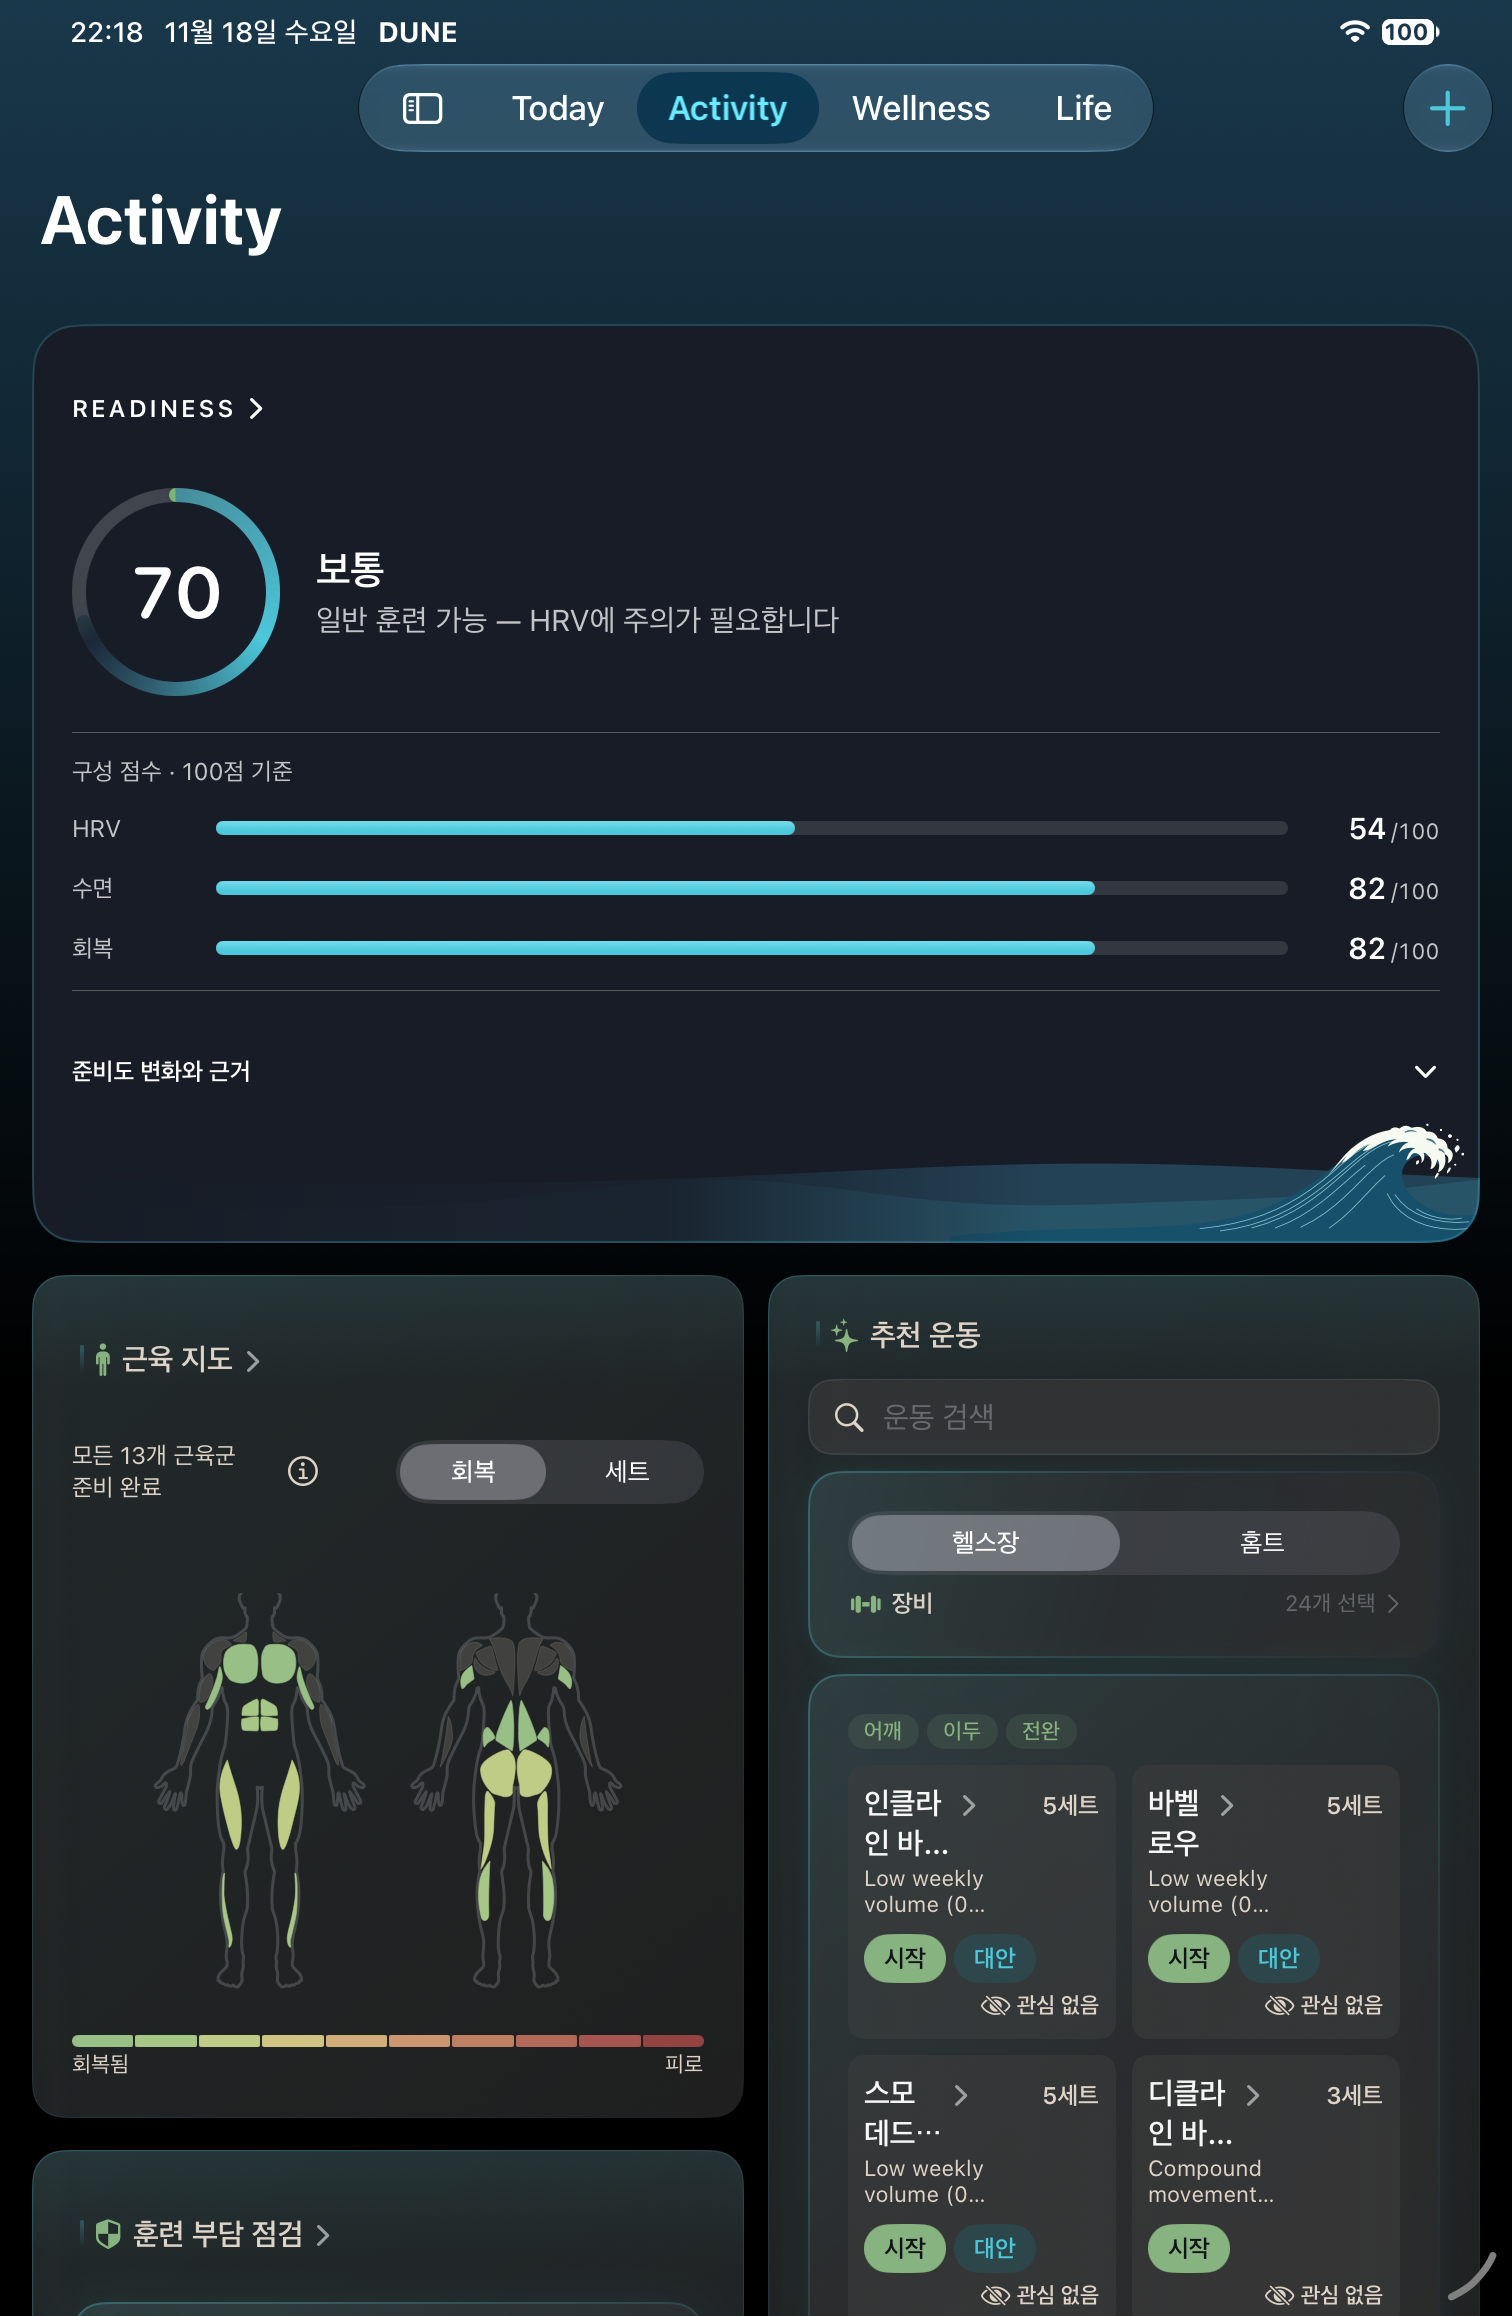 22:18 11월 18일 수요일 DUNE
100
Today Activity Wellness Life
Activity
READINESS
70
보통
일반 훈련 가능 — HRV에 주의가 필요합니다
구성 점수 · 100점 기준
HRV 54/100
수면 82/100
회복 82/100
준비도 변화와 근거
근육 지도
모든 13개 근육군
준비 완료
회복 세트
회복됨 피로
훈련 부담 점검
추천 운동
운동 검색
헬스장 홈트
장비 24개 선택
어깨 이두 전완
인클라 5세트
인 바...
Low weekly
volume (0...
시작 대안
관심 없음
바벨 5세트
로우
Low weekly
volume (0...
시작 대안
관심 없음
스모 5세트
데드...
Low weekly
volume (0...
시작 대안
관심 없음
디클라 3세트
인 바...
Compound
movement...
시작
관심 없음